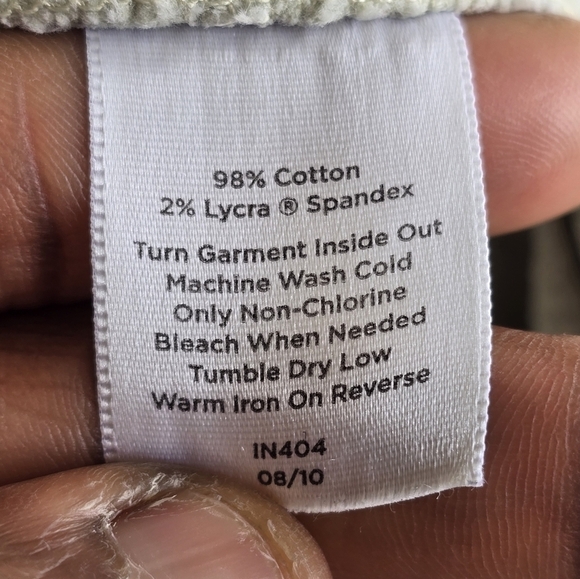 98% Cotton
2% Lycra ® Spandex
Turn Garment Inside Out
Machine Wash Cold
Only Non-Chlorine
Bleach When Needed
Tumble Dry Low
Warm Iron On Reverse
IN404
08/10